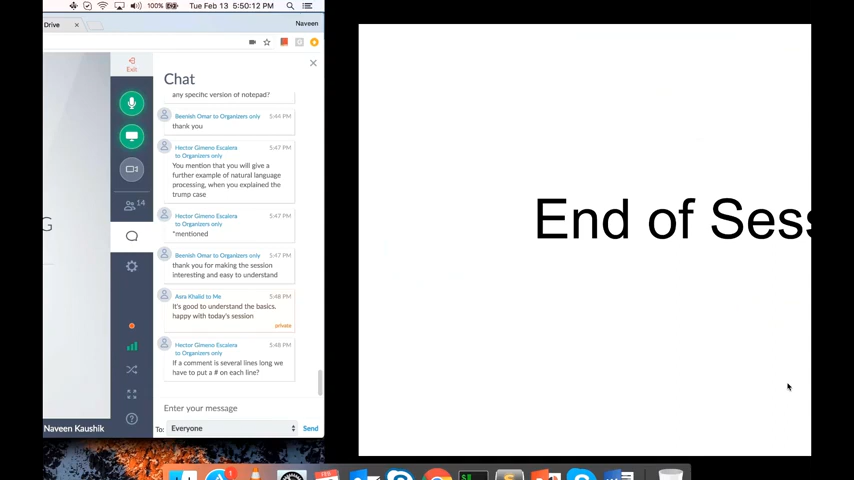 100%
Tue Feb 13 5:50:12 PM
Drive
Naveen
Exit
Chat
any specific version of notepad?
Beenish Omar to Organizers only 5:44 PM
thank you
Hector Gimeno Escalera 5:47 PM
to Organizers only
You mention that you will give a
further example of natural language
processing, when you explained the
trump case
14
G
Hector Gimeno Escalera 5:47 PM
to Organizers only
*mentioned
End of Sess
Beenish Omar to Organizers only 5:47 PM
thank you for making the session
interesting and easy to understand
Asra Khalid to Me 5:48 PM
It's good to understand the basics.
happy with today's session
private
Hector Gimeno Escalera 5:48 PM
to Organizers only
If a comment is several lines long we
have to put a # on each line?
Enter your message
Naveen Kaushik
To: Everyone
Send
1